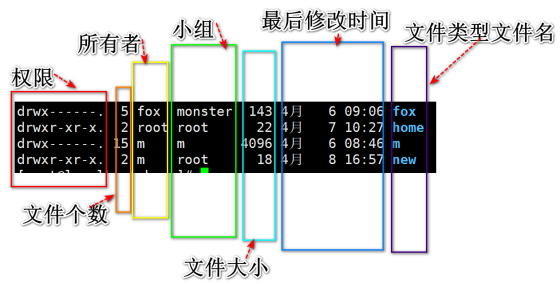 最后修改时间
小组
文件类型文件名
所有者
权限
drwx------. 5 fox monster 143 4月 6 09:06 fox
drwxr-xr-x. 2 root root 22 4月 7 10:27 home
drwx------. 15 m m 4096 4月 6 08:46 m
drwxr-xr-x. 2 m root 18 4月 8 16:57 new
文件个数
文件大小